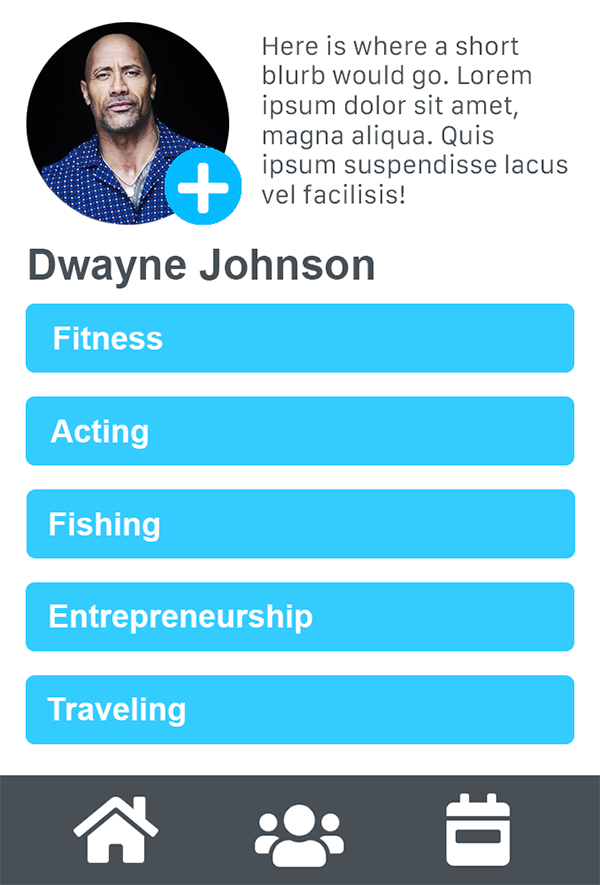 Here is where a short
blurb would go. Lorem
ipsum dolor sit amet,
magna aliqua. Quis
ipsum suspendisse lacus
vel facilisis!
Dwayne Johnson
Fitness
Acting
Fishing
Entrepreneurship
Traveling